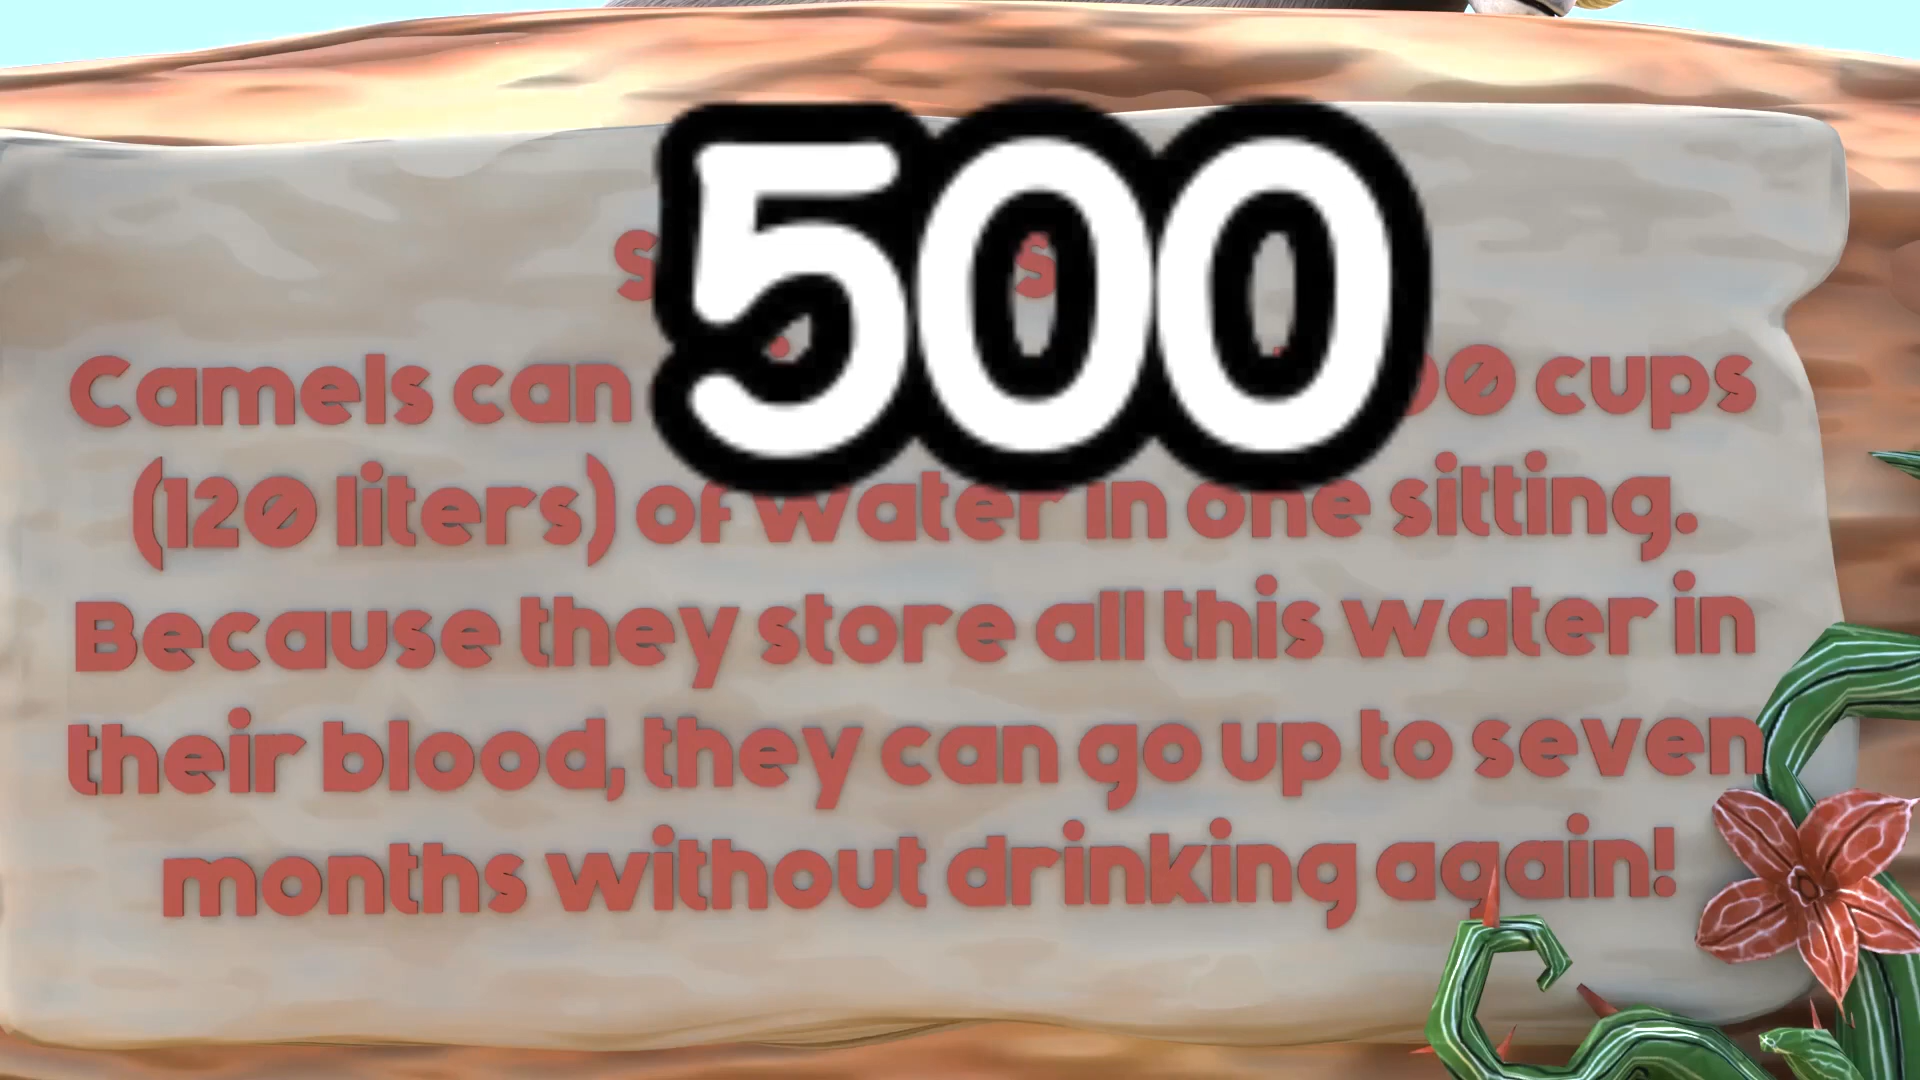 500
Camels can cups
(120 liters) of water in one sitting.
Because they store all this water in
their blood, they can go up to seven
months without drinking again!